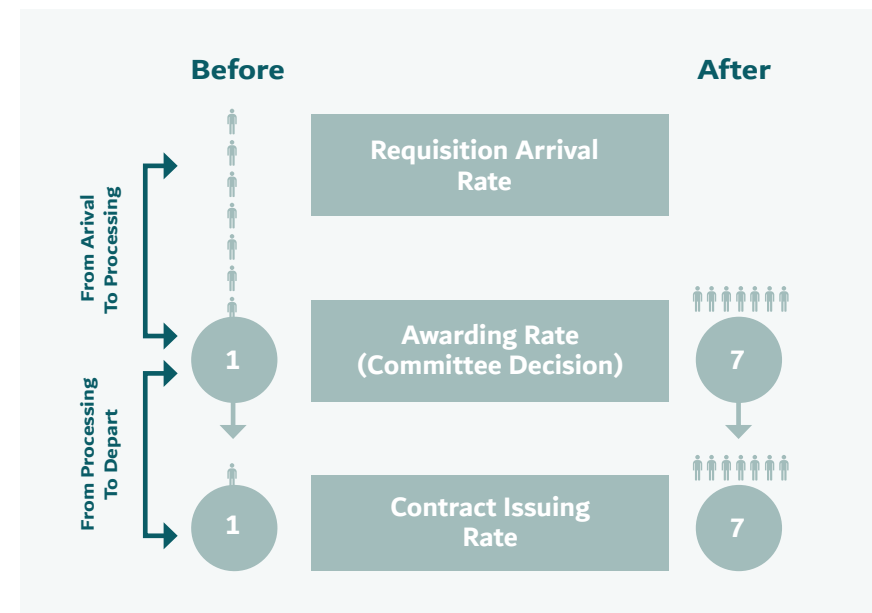 Before
After
Requisition Arrival
Rate
From Arival
To Processing
1
Awarding Rate
(Committee Decision)
7
From Processing
To Depart
1
Contract Issuing
Rate
7